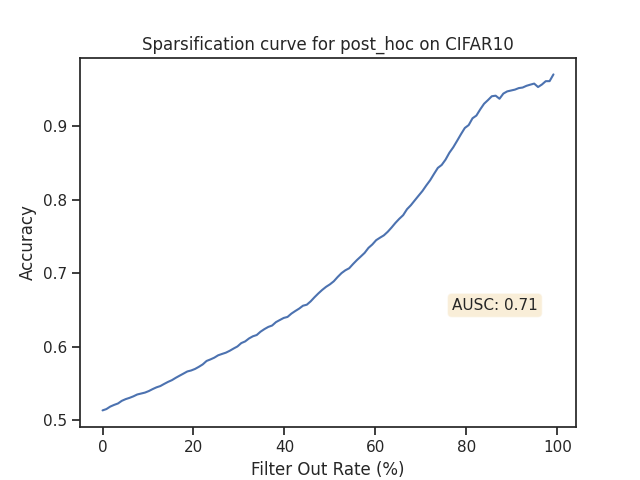 Sparsification curve for post_hoc on CIFAR10
0.9
0.8
0.7
0.6
0.5
Accuracy
AUSC: 0.71
0 20 40 60 80 100
Filter Out Rate (%)